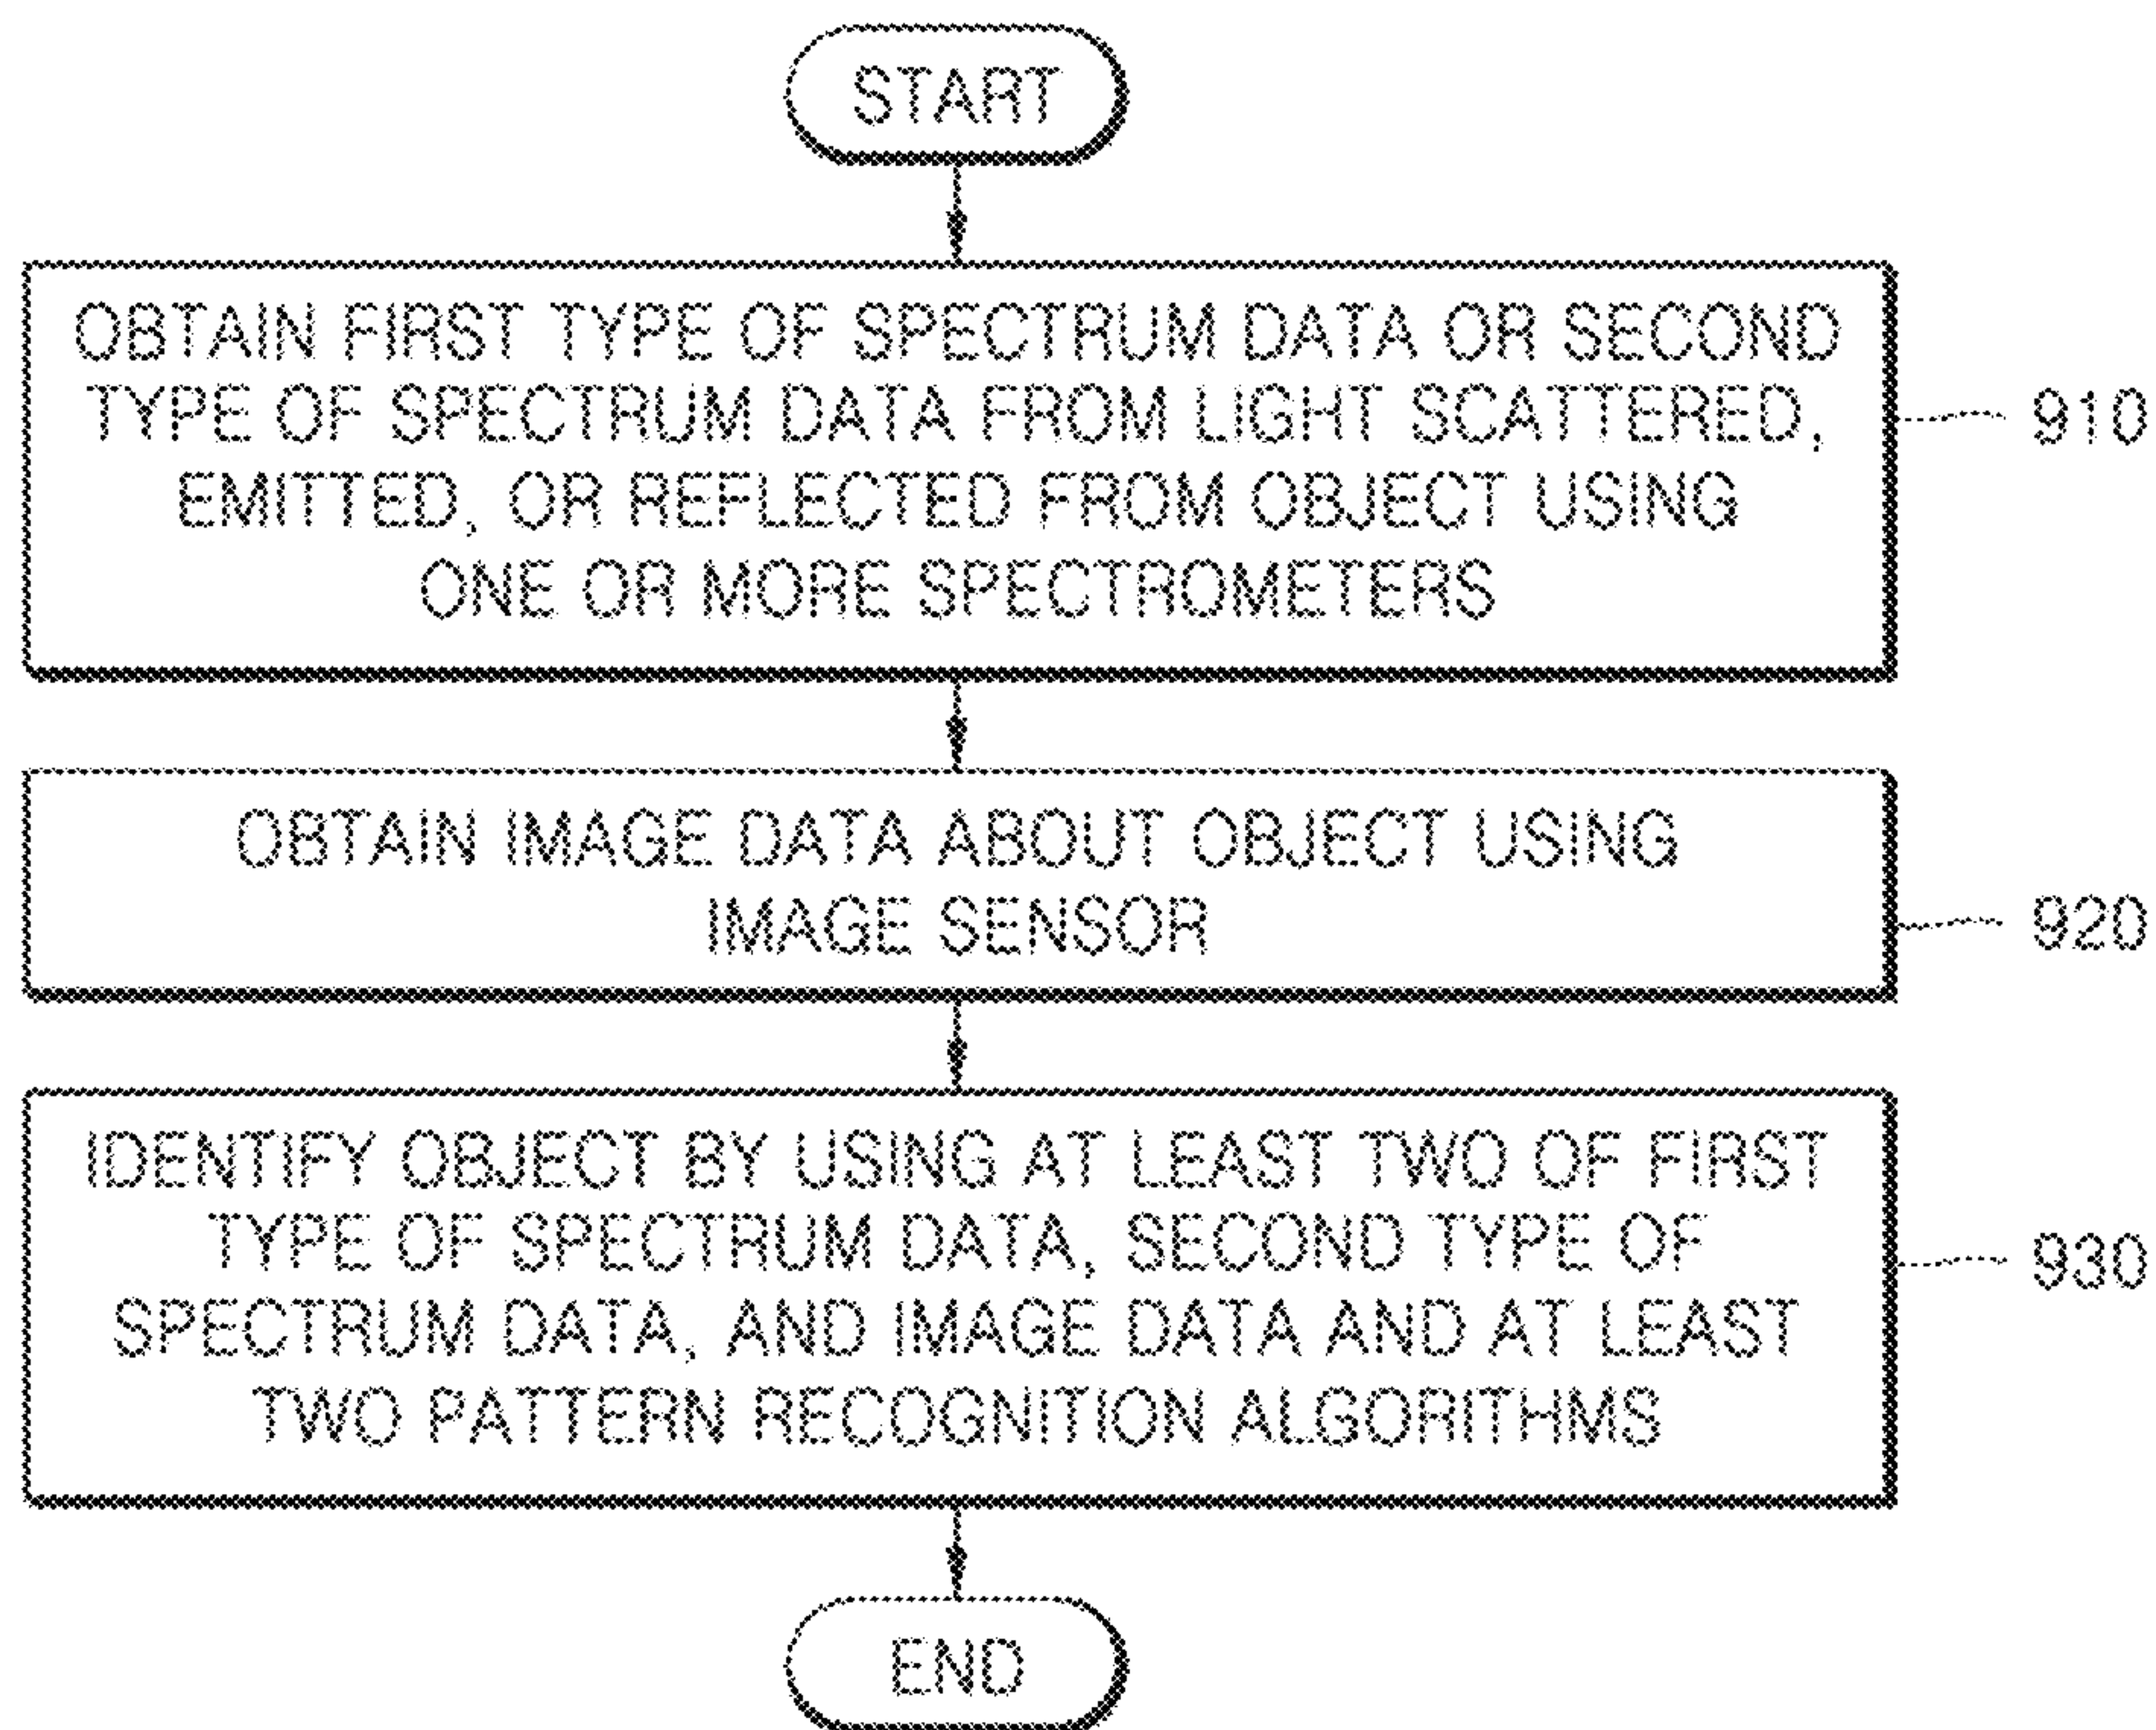 START
OBTAIN FIRST TYPE OF SPECTRUM DATA OR SECOND
TYPE OF SPECTRUM DATA FROM LIGHT SCATTERED,
EMITTED, OR REFLECTED FROM OBJECT USING
ONE OR MORE SPECTROMETERS
910
OBTAIN IMAGE DATA ABOUT OBJECT USING
IMAGE SENSOR
920
IDENTIFY OBJECT BY USING AT LEAST TWO OF FIRST
TYPE OF SPECTRUM DATA, SECOND TYPE OF
SPECTRUM DATA, AND IMAGE DATA AND AT LEAST
TWO PATTERN RECOGNITION ALGORITHMS
930
END